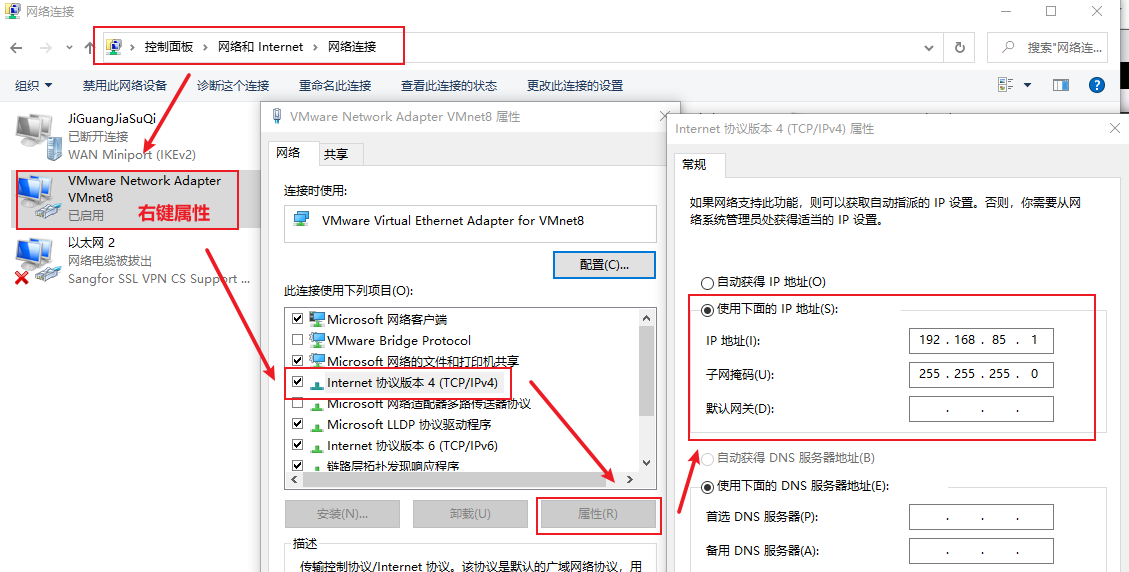 网络连接
控制面板 > 网络和 Internet > 网络连接
搜索"网络连...
组织
禁用此网络设备
诊断这个连接
重命名此连接
查看此连接的状态
更改此连接的设置
JiGuangJiaSuQi
已断开连接
WAN Miniport (IKEv2)
VMware Network Adapter
VMnet8
已启用
右键属性
以太网 2
网络电缆被拔出
Sangfor SSL VPN CS Support ...
VMware Network Adapter VMnet8 属性
网络
共享
连接时使用:
VMware Virtual Ethernet Adapter for VMnet8
配置(C)...
此连接使用下列项目(O):
Microsoft 网络客户端
VMware Bridge Protocol
Microsoft 网络的文件和打印机共享
Internet 协议版本 4 (TCP/IPv4)
Microsoft 网络适配器多路传送器协议
Microsoft LLDP 协议驱动程序
Internet 协议版本 6 (TCP/IPv6)
链路层拓扑发现响应程序
安装(N)...
卸载(U)
属性(R)
描述
传输控制协议/Internet 协议。该协议是默认的广域网络协议，用
Internet 协议版本 4 (TCP/IPv4) 属性
常规
如果网络支持此功能，则可以获取自动指派的 IP 设置。否则，你需要从网
络系统管理员处获得适当的 IP 设置。
自动获得 IP 地址(O)
使用下面的 IP 地址(S):
IP 地址(I):
192 . 168 . 85 . 1
子网掩码(U):
255 . 255 . 255 . 0
默认网关(D):
. . .
自动获得 DNS 服务器地址(B)
使用下面的 DNS 服务器地址(E):
首选 DNS 服务器(P):
. . .
备用 DNS 服务器(A):
. . .